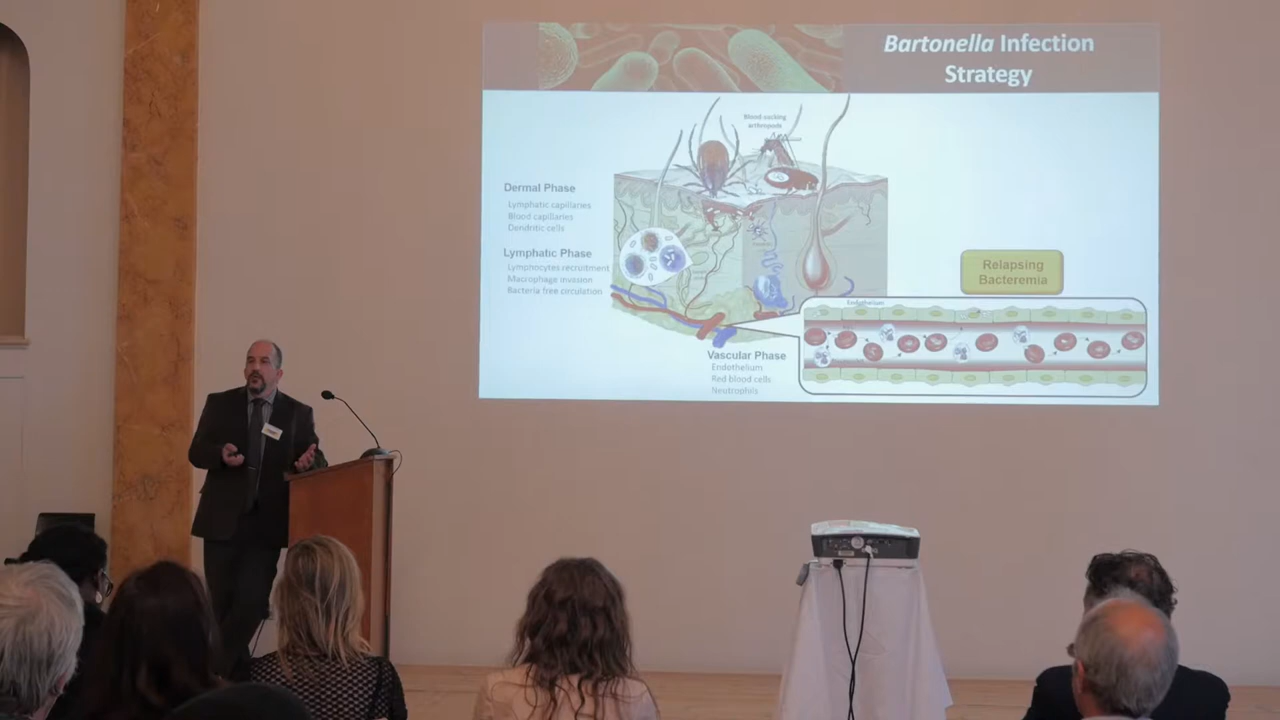 Bartonella Infection
Strategy
Blood sucking
arthropods
Dermal Phase
Lymphatic capillaries
Blood capillaries
Dendritic cells
Lymphatic Phase
Lymphocytes recruitment
Macrophage invasion
Bacteria free circulation
Relapsing
Bacteremia
Endothelium
Vascular Phase
Endothelium
Red blood cells
Neutrophils